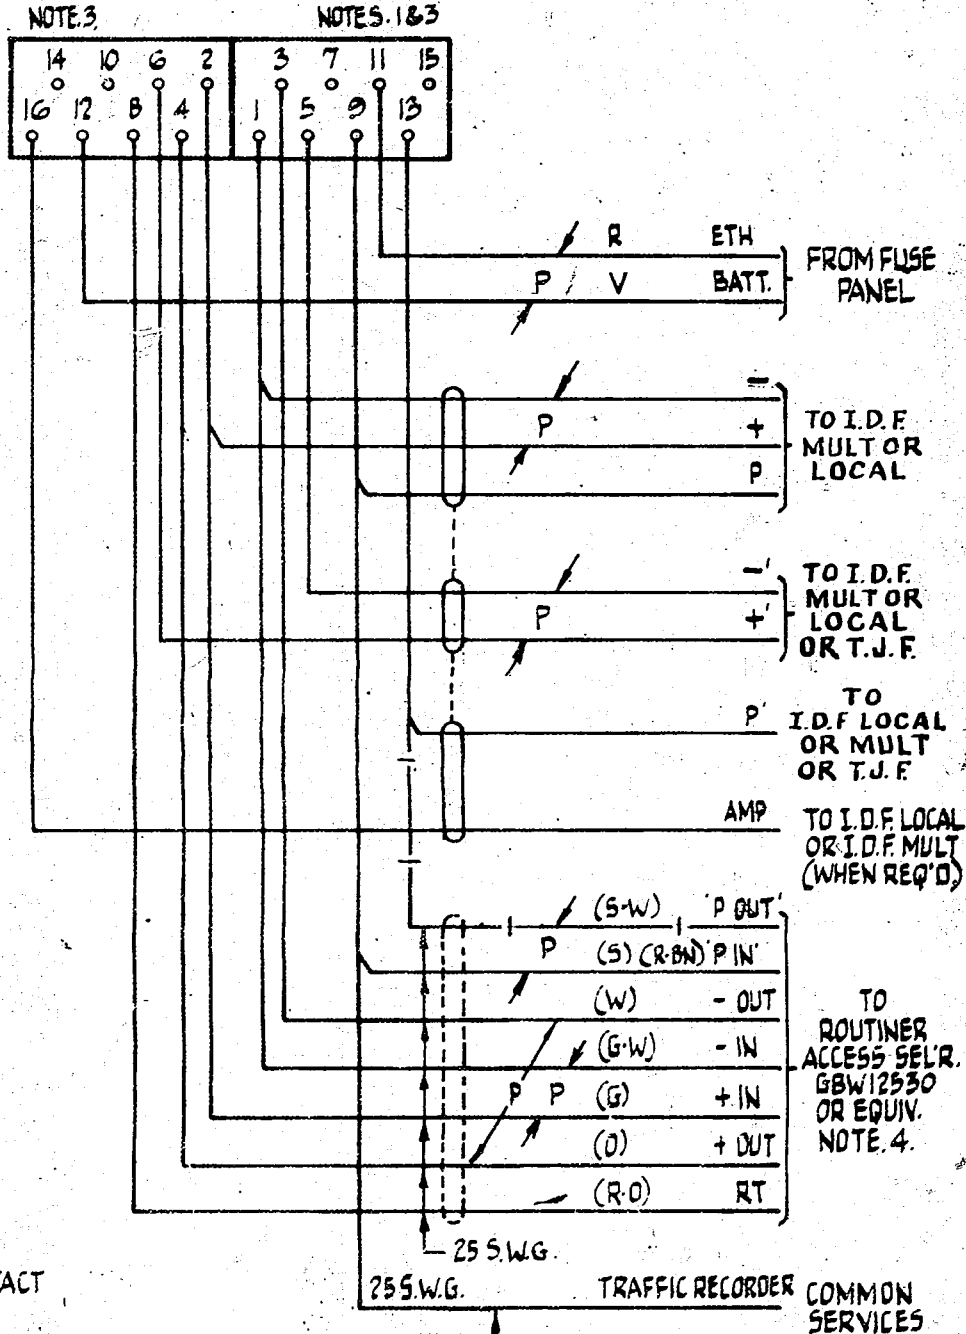 NOTE.3. NOTES.1&3
14 10 6 2 3 7 11 15
16 12 8 4 1 5 9 13
R ETH
P V BATT.
FROM FUSE
PANEL
−
P +
P
TO I.D.F.
MULT OR
LOCAL
−'
P +'
TO I.D.F.
MULT OR
LOCAL
OR T.J.F.
P'
TO
I.D.F LOCAL
OR MULT
OR T.J.F.
AMP
TO I.D.F. LOCAL
OR I.D.F. MULT
(WHEN REQ'D)
(S-W) 'P OUT'
P (S) (R-BN) 'P IN'
(W) - OUT
(G-W) - IN
P P (G) + IN
(O) + OUT
(R-O) RT
TO
ROUTINER
ACCESS SEL'R.
GBW12530
OR EQUIV.
NOTE.4.
25 S.W.G.
TACT
25 S.W.G. TRAFFIC RECORDER
COMMON
SERVICES